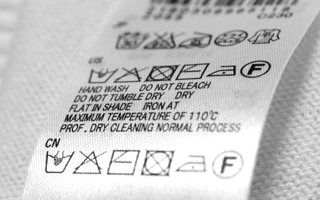 0250
US
F
HAND WASH DO NOT BLEACH
DO NOT TUMBLE DRY DRY
FLAT IN SHADE IRON AT
MAXIMUM TEMPERATURE OF 110°C
PROF. DRY CLEANING NORMAL PROCESS
CN
F